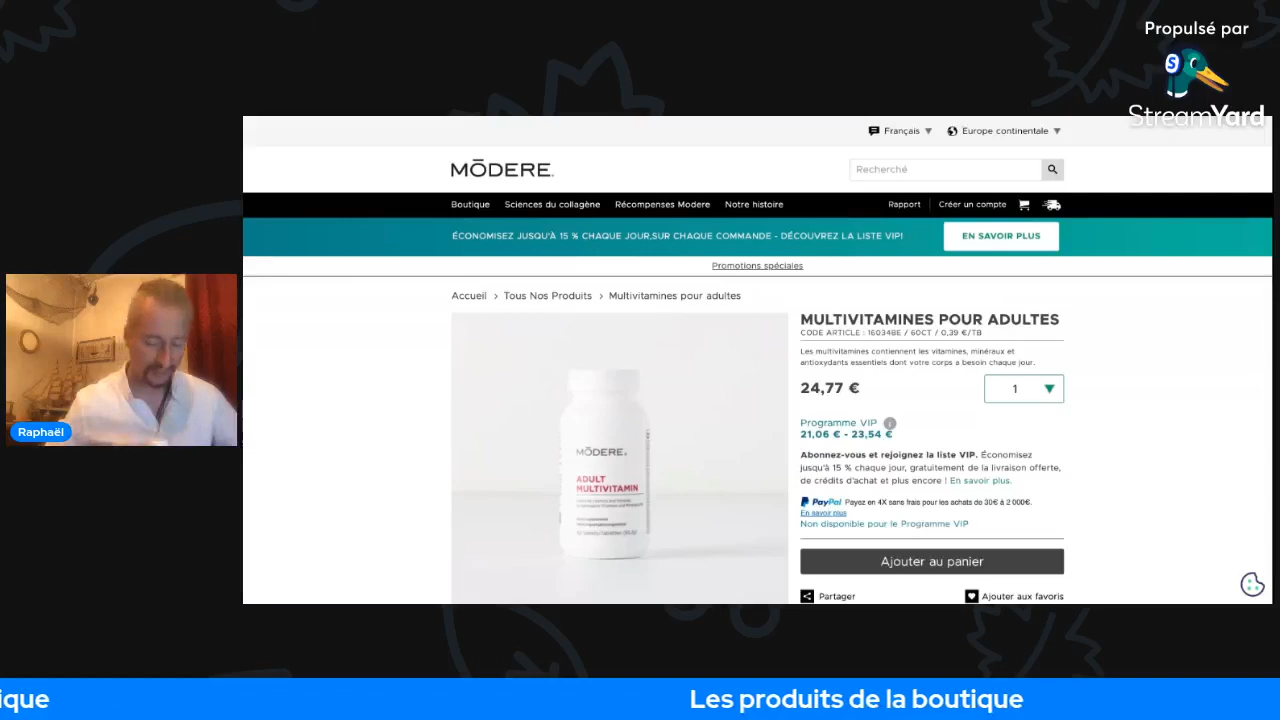 Propulsé par
StreamYard
Français
Europe continentale
MŌDERE.
Recherché
Boutique
Sciences du collagène
Récompenses Modere
Notre histoire
Rapport
Créer un compte
ÉCONOMISEZ JUSQU'À 15 % CHAQUE JOUR,SUR CHAQUE COMMANDE - DÉCOUVREZ LA LISTE VIP!
EN SAVOIR PLUS
Promotions spéciales
Accueil > Tous Nos Produits > Multivitamines pour adultes
MŌDERE.
ADULT
MULTIVITAMIN
MULTIVITAMINES POUR ADULTES
CODE ARTICLE : 16034BE / 60CT / 0,39 €/TB
Les multivitamines contiennent les vitamines, minéraux et
antioxydants essentiels dont votre corps a besoin chaque jour.
24,77 €
1
Programme VIP i
21,06 € - 23,54 €
Abonnez-vous et rejoignez la liste VIP. Économisez
jusqu'à 15 % chaque jour, gratuitement de la livraison offerte,
de crédits d'achat et plus encore ! En savoir plus.
PayPal Payez en 4X sans frais pour les achats de 30€ à 2 000€.
En savoir plus
Non disponible pour le Programme VIP
Ajouter au panier
Partager
Ajouter aux favoris
Raphaël
ique
Les produits de la boutique